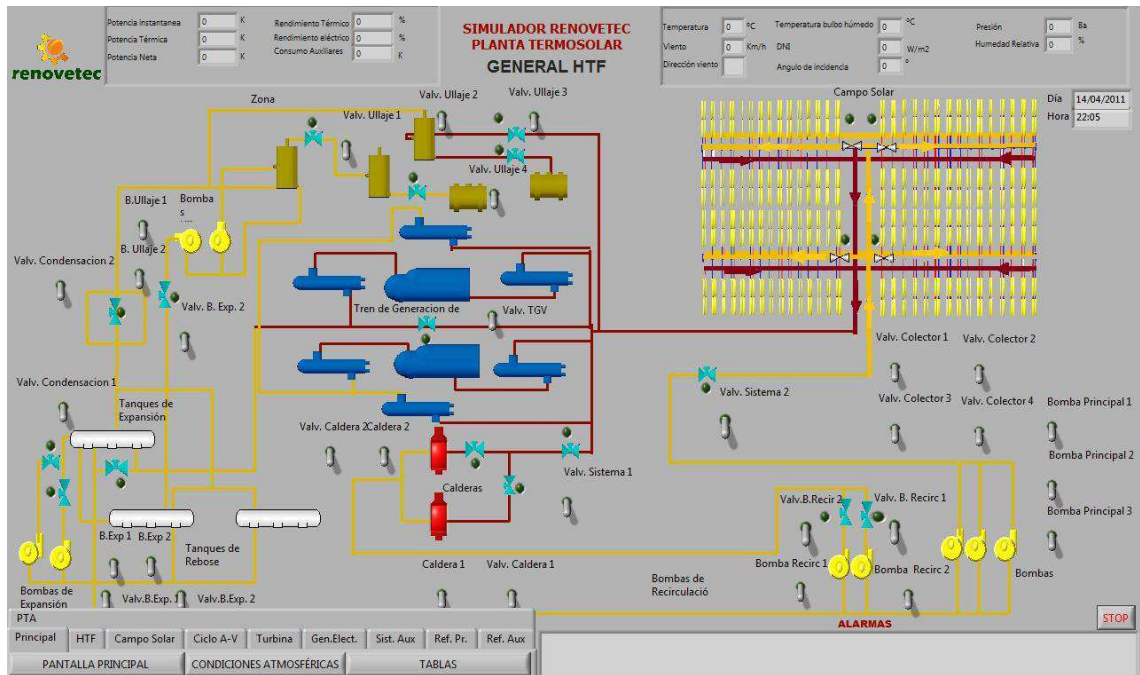 renovetec
Potencia Instantanea 0 K
Potencia Térmica 0 K
Potencia Neta 0 K
Rendimiento Térmico 0 %
Rendimiento eléctrico 0 %
Consumo Auxiliares 0 K
SIMULADOR RENOVETEC
PLANTA TERMOSOLAR
GENERAL HTF
Temperatura 0 ºC
Viento 0 Km/h
Dirección viento
Temperatura bulbo húmedo 0 ºC
DNI 0 W/m2
Angulo de incidencia 0 º
Presión 0 Ba
Humedad Relativa 0 %
Día 14/04/2011
Hora 22:05
Campo Solar
Zona
Valv. Ullaje 1
Valv. Ullaje 2
Valv. Ullaje 3
Valv. Ullaje 4
B.Ullaje 1
Bomba
s
B. Ullaje 2
Valv. Condensacion 2
Valv. B. Exp. 2
Tren de Generacion de
Valv. TGV
Valv. Condensacion 1
Tanques de
Expansión
Valv. Caldera 2
Caldera 2
Calderas
Valv. Sistema 1
Valv. Sistema 2
Valv. Colector 1
Valv. Colector 2
Valv. Colector 3
Valv. Colector 4
Bomba Principal 1
Bomba Principal 2
Bomba Principal 3
Valv.B.Recir 2
Valv. B. Recirc 1
Bomba Recirc 1
Bomba Recirc 2
Bombas
Bombas de
Recirculació
B.Exp 1
B.Exp 2
Tanques de
Rebose
Bombas de
Expansión
Valv.B.Exp. 1
Valv.B.Exp. 2
Caldera 1
Valv. Caldera 1
PTA
Principal
HTF
Campo Solar
Ciclo A-V
Turbina
Gen.Elect.
Sist. Aux
Ref. Pr.
Ref. Aux
PANTALLA PRINCIPAL
CONDICIONES ATMOSFÉRICAS
TABLAS
ALARMAS
STOP